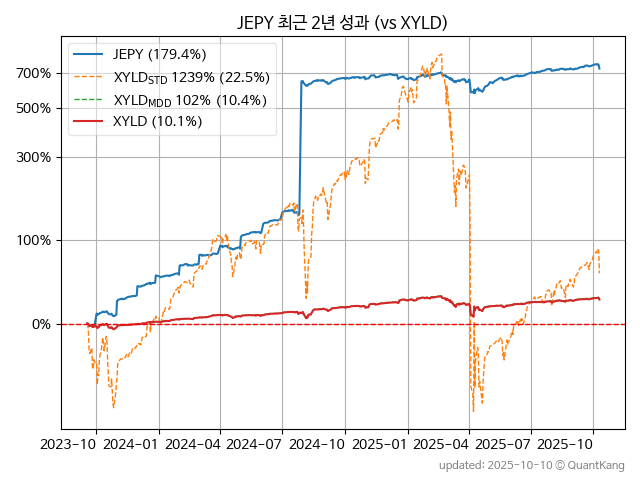 JEPY 최근 2년 성과 (vs XYLD)
JEPY (179.4%)
XYLD_STD 1239% (22.5%)
XYLD_MDD 102% (10.4%)
XYLD (10.1%)
700%
500%
300%
100%
0%
2023-10 2024-01 2024-04 2024-07 2024-10 2025-01 2025-04 2025-07 2025-10
updated: 2025-10-10 © QuantKang